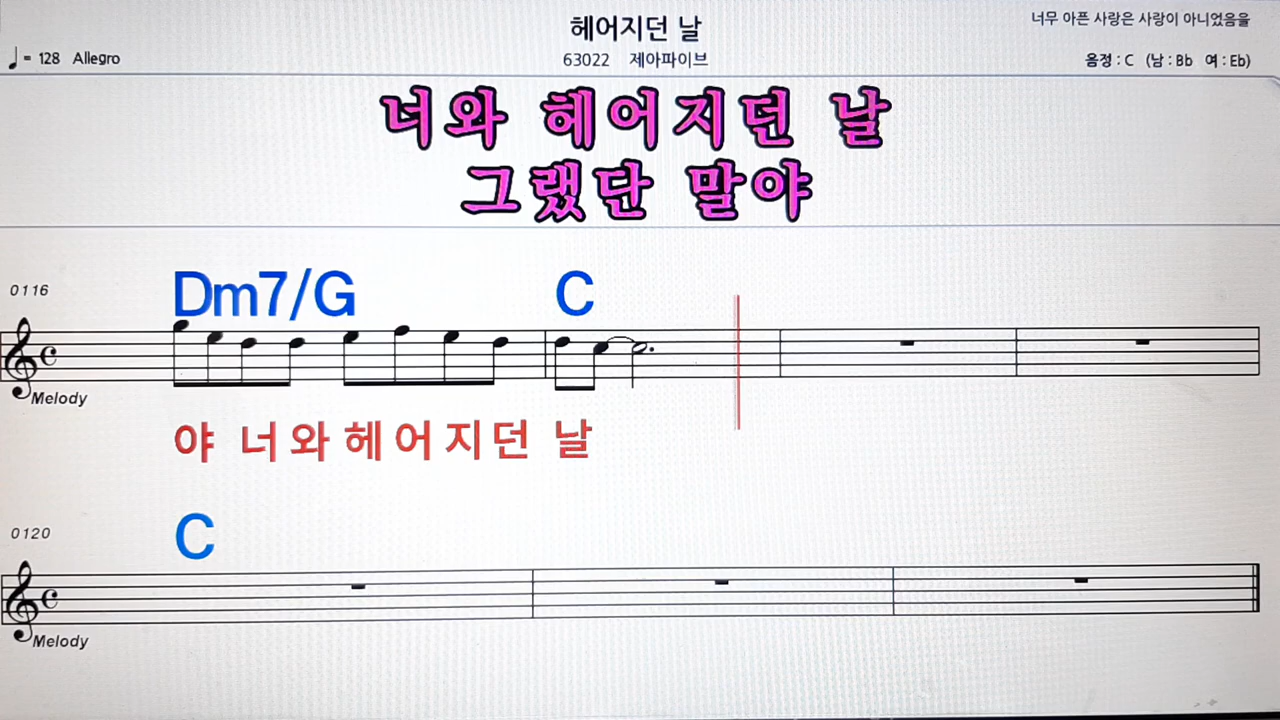 헤어지던 날
너무 아픈 사랑은 사랑이 아니었음을
♩= 128 Allegro
63022 제아파이브
음정 : C (남 : Bb 여 : Eb)
너와 헤어지던 날
그랬단 말야
0116
Dm7/G C
Melody
야 너와 헤어지던 날
0120
C
Melody